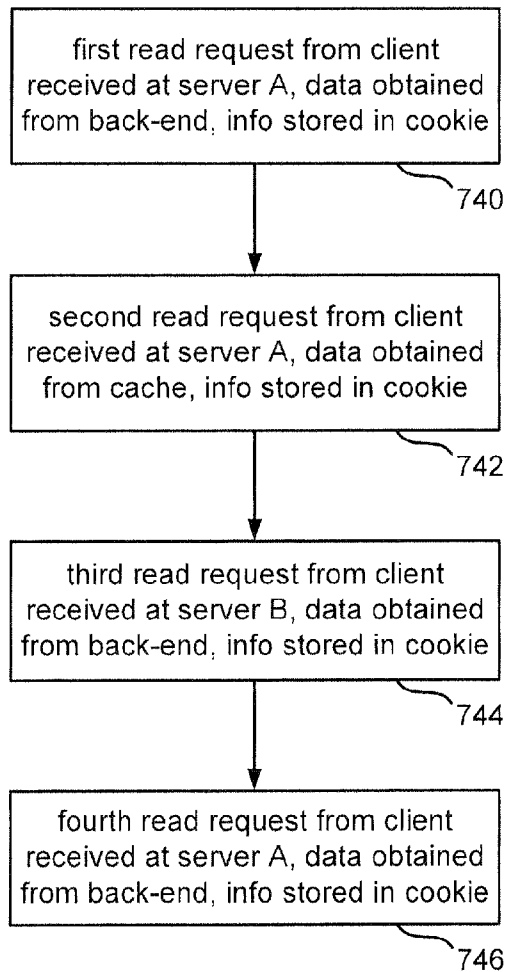 first read request from client
received at server A, data obtained
from back-end, info stored in cookie
740
second read request from client
received at server A, data obtained
from cache, info stored in cookie
742
third read request from client
received at server B, data obtained
from back-end, info stored in cookie
744
fourth read request from client
received at server A, data obtained
from back-end, info stored in cookie
746